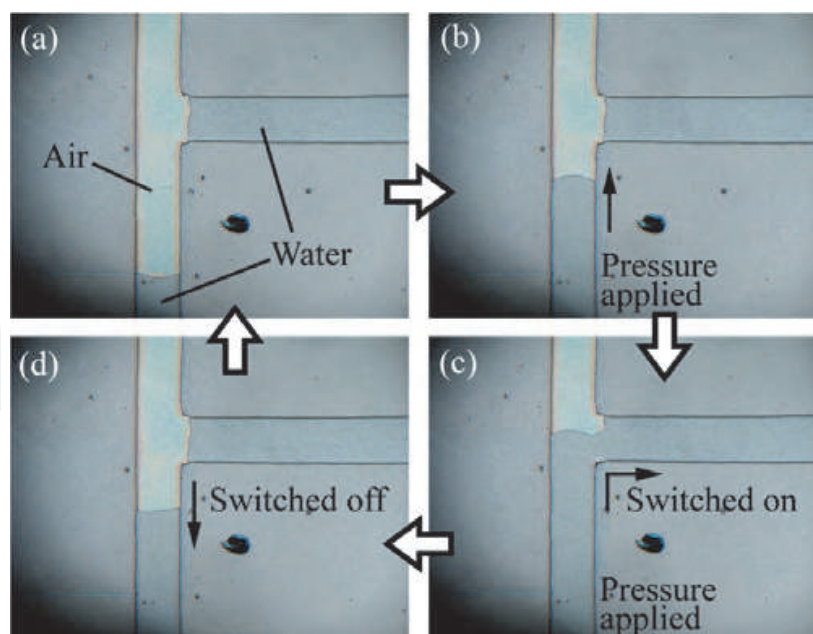 (a)
Air
Water
(b)
Pressure
applied
(d)
Switched off
(c)
Switched on
Pressure
applied